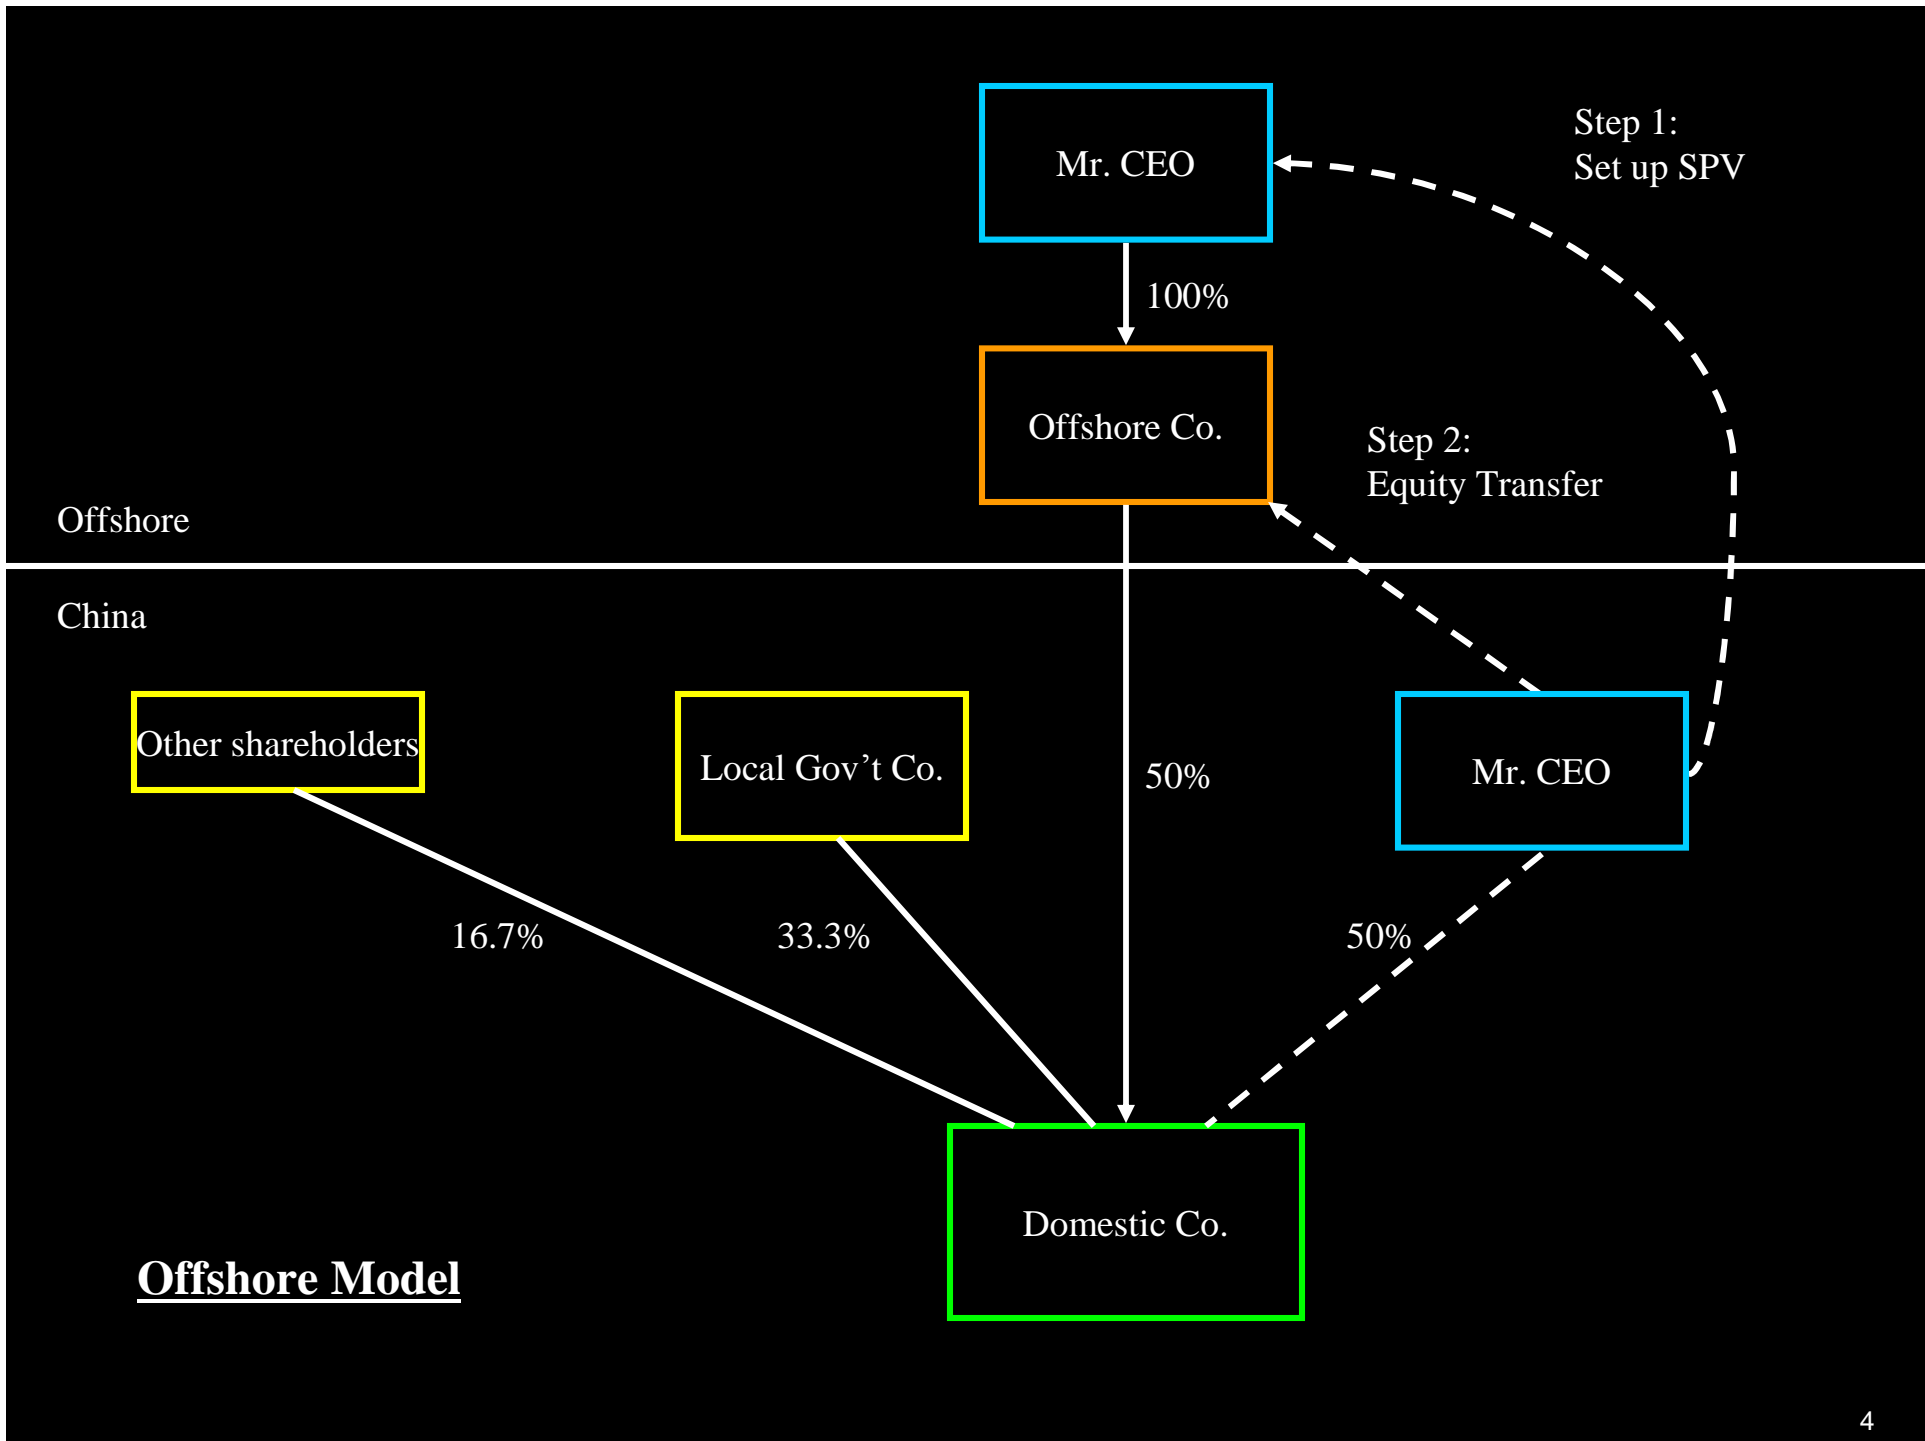 Mr. CEO
Step 1:
Set up SPV
100%
Offshore Co.
Step 2:
Equity Transfer
Offshore
China
Other shareholders
Local Gov’t Co.
50%
Mr. CEO
16.7%
33.3%
50%
Domestic Co.
Offshore Model
4